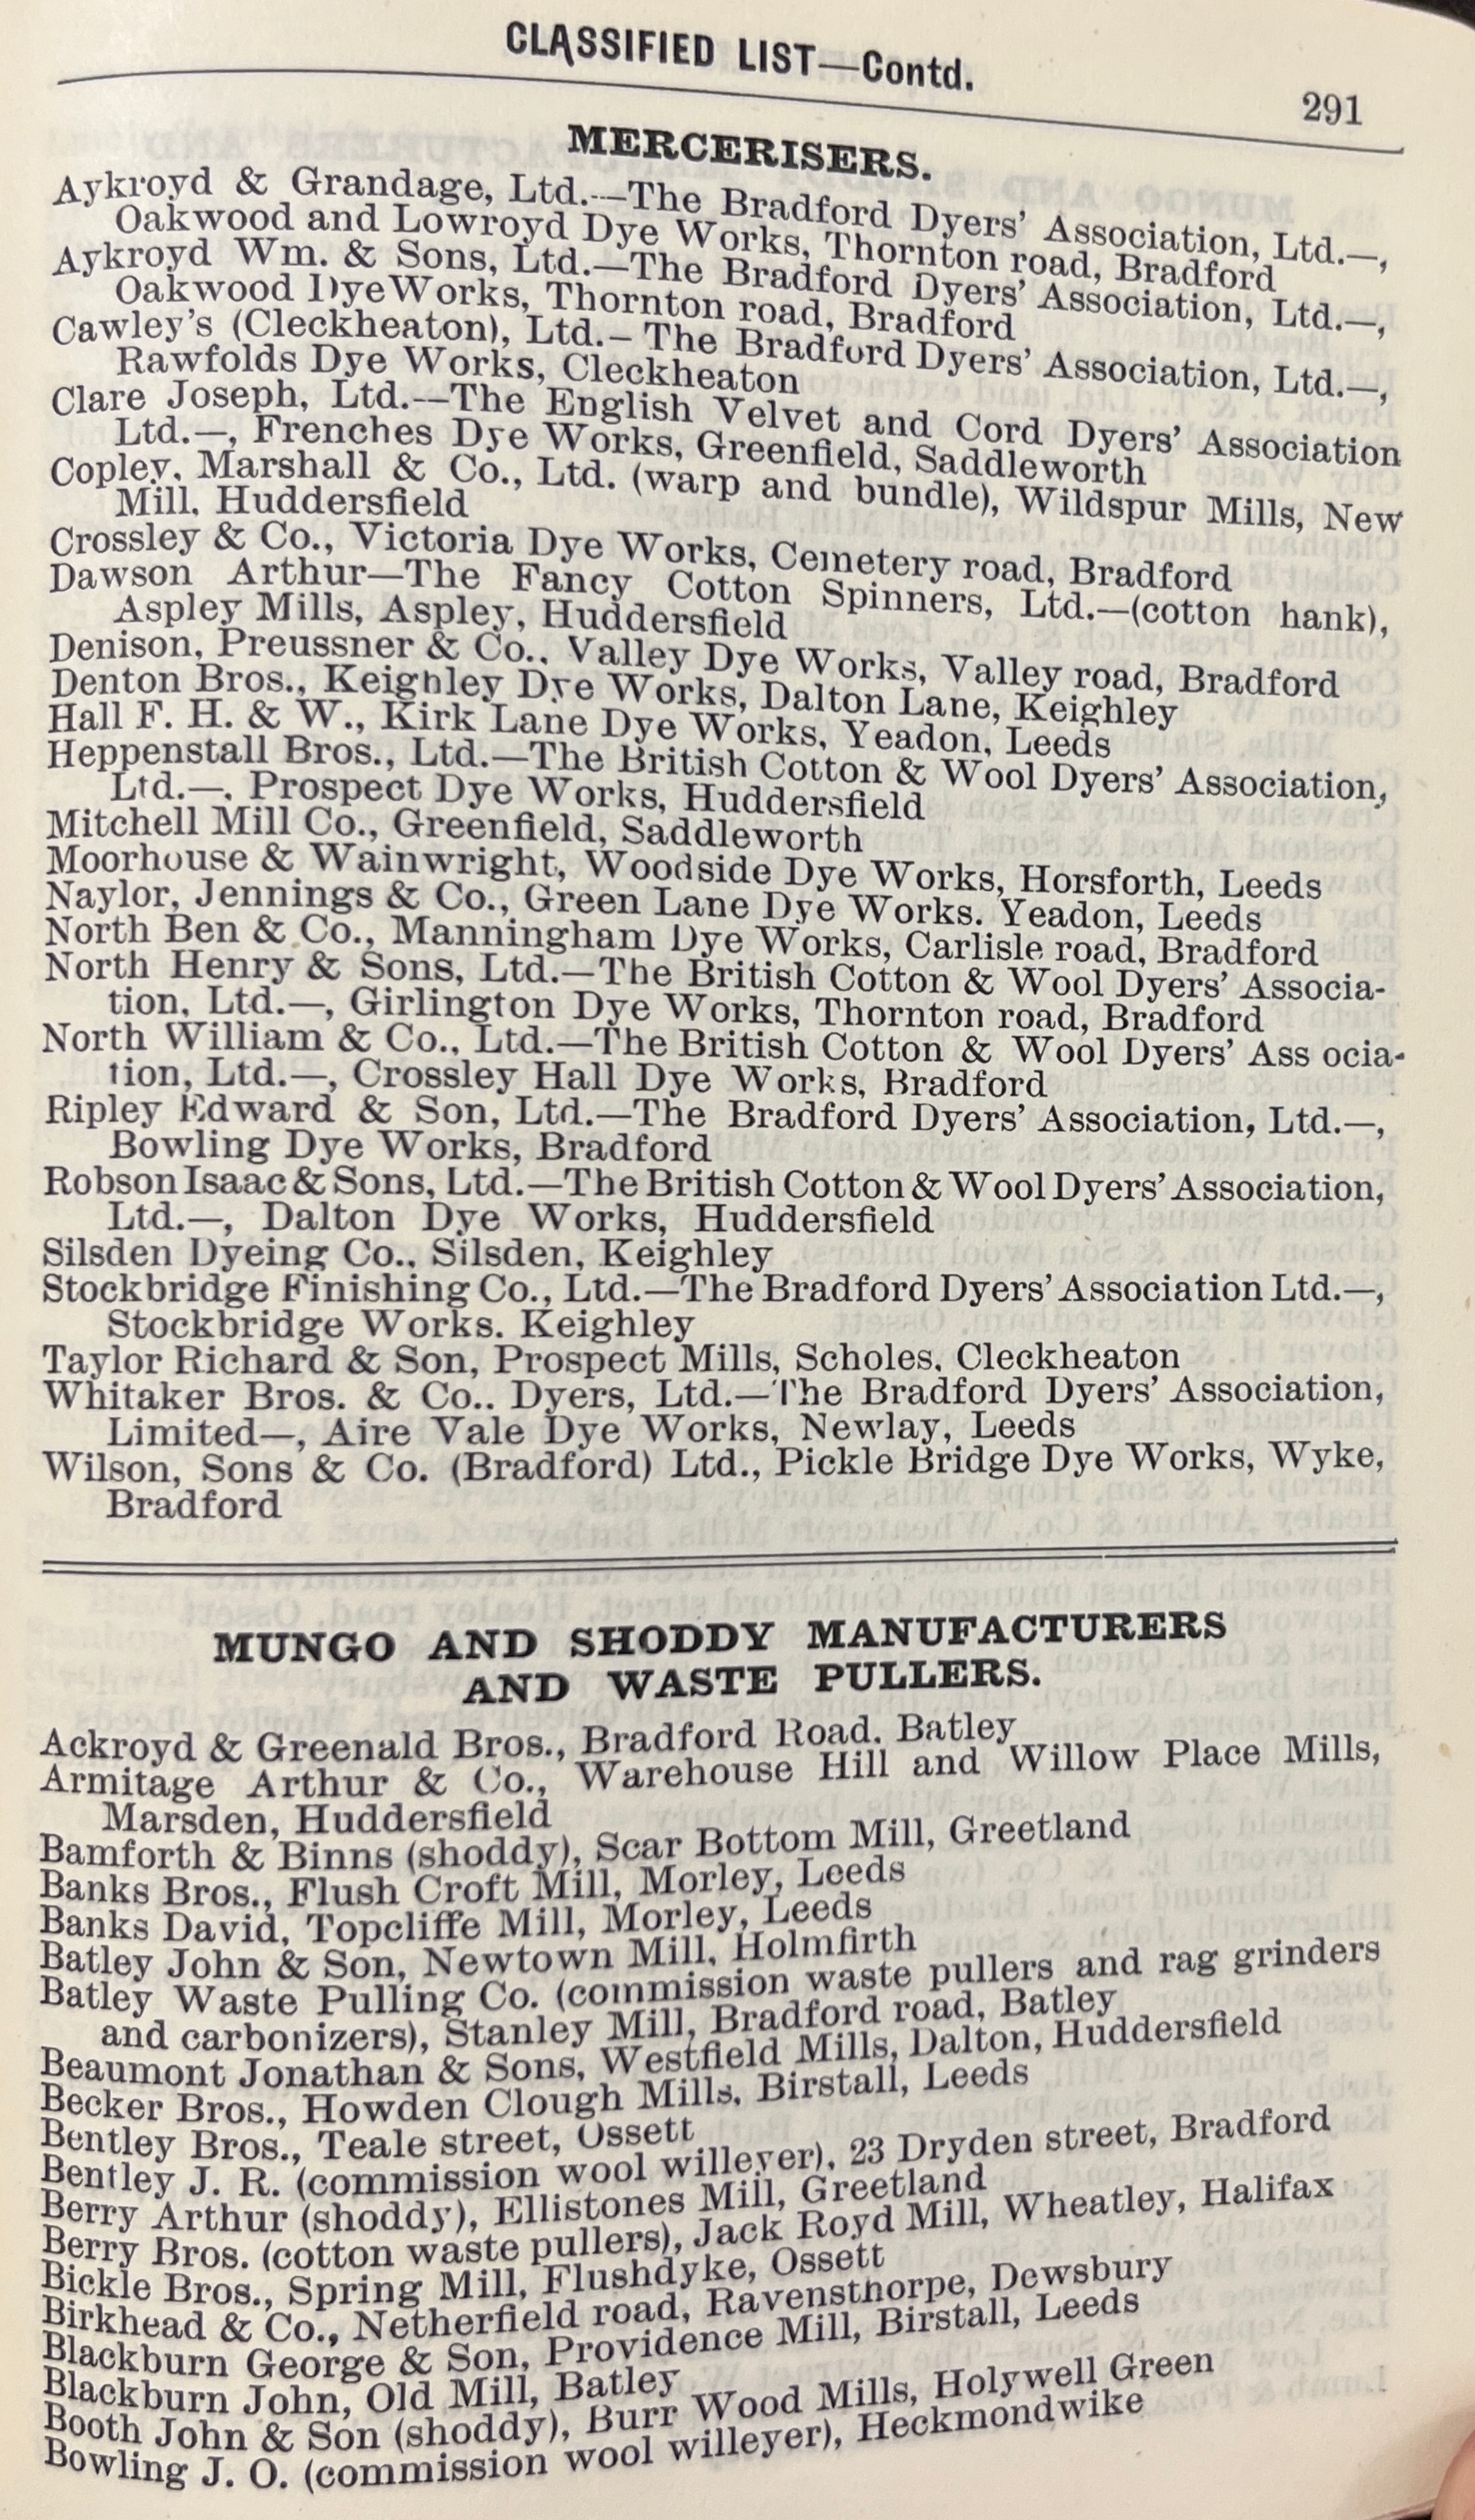 CLASSIFIED LIST—Contd.
291
MERCERISERS.
Aykroyd & Grandage, Ltd.—The Bradford Dyers' Association, Ltd.—,
Oakwood and Lowroyd Dye Works, Thornton road, Bradford
Aykroyd Wm. & Sons, Ltd.—The Bradford Dyers' Association, Ltd.—,
Oakwood Dye Works, Thornton road, Bradford
Cawley's (Cleckheaton), Ltd.—The Bradford Dyers' Association, Ltd.—,
Rawfolds Dye Works, Cleckheaton
Clare Joseph, Ltd.—The English Velvet and Cord Dyers' Association
Ltd.—, Frenches Dye Works, Greenfield, Saddleworth
Copley, Marshall & Co., Ltd. (warp and bundle), Wildspur Mills, New
Mill, Huddersfield
Crossley & Co., Victoria Dye Works, Cemetery road, Bradford
Dawson Arthur—The Fancy Cotton Spinners, Ltd.—(cotton hank),
Aspley Mills, Aspley, Huddersfield
Denison, Preussner & Co., Valley Dye Works, Valley road, Bradford
Denton Bros., Keighley Dye Works, Dalton Lane, Keighley
Hall F. H. & W., Kirk Lane Dye Works, Yeadon, Leeds
Heppenstall Bros., Ltd.—The British Cotton & Wool Dyers' Association,
Ltd.—, Prospect Dye Works, Huddersfield
Mitchell Mill Co., Greenfield, Saddleworth
Moorhouse & Wainwright, Woodside Dye Works, Horsforth, Leeds
Naylor, Jennings & Co., Green Lane Dye Works. Yeadon, Leeds
North Ben & Co., Manningham Dye Works, Carlisle road, Bradford
North Henry & Sons, Ltd.—The British Cotton & Wool Dyers' Associa-
tion, Ltd.—, Girlington Dye Works, Thornton road, Bradford
North William & Co., Ltd.—The British Cotton & Wool Dyers' Ass ocia-
tion, Ltd.—, Crossley Hall Dye Works, Bradford
Ripley Edward & Son, Ltd.—The Bradford Dyers' Association, Ltd.—,
Bowling Dye Works, Bradford
Robson Isaac & Sons, Ltd.—The British Cotton & Wool Dyers' Association,
Ltd.—, Dalton Dye Works, Huddersfield
Silsden Dyeing Co., Silsden, Keighley
Stockbridge Finishing Co., Ltd.—The Bradford Dyers' Association Ltd.—,
Stockbridge Works. Keighley
Taylor Richard & Son, Prospect Mills, Scholes, Cleckheaton
Whitaker Bros. & Co.. Dyers, Ltd.—The Bradford Dyers' Association,
Limited—, Aire Vale Dye Works, Newlay, Leeds
Wilson, Sons & Co. (Bradford) Ltd., Pickle Bridge Dye Works, Wyke,
Bradford
MUNGO AND SHODDY MANUFACTURERS
AND WASTE PULLERS.
Ackroyd & Greenald Bros., Bradford Road, Batley
Armitage Arthur & Co., Warehouse Hill and Willow Place Mills,
Marsden, Huddersfield
Bamforth & Binns (shoddy), Scar Bottom Mill, Greetland
Banks Bros., Flush Croft Mill, Morley, Leeds
Banks David, Topcliffe Mill, Morley, Leeds
Batley John & Son, Newtown Mill, Holmfirth
Batley Waste Pulling Co. (commission waste pullers and rag grinders
and carbonizers), Stanley Mill, Bradford road, Batley
Beaumont Jonathan & Sons, Westfield Mills, Dalton, Huddersfield
Becker Bros., Howden Clough Mills, Birstall, Leeds
Bentley Bros., Teale street, Ossett
Bentley J. R. (commission wool willeyer), 23 Dryden street, Bradford
Berry Arthur (shoddy), Ellistones Mill, Greetland
Berry Bros. (cotton waste pullers), Jack Royd Mill, Wheatley, Halifax
Bickle Bros., Spring Mill, Flushdyke, Ossett
Birkhead & Co., Netherfield road, Ravensthorpe, Dewsbury
Blackburn George & Son, Providence Mill, Birstall, Leeds
Blackburn John, Old Mill, Batley
Booth John & Son (shoddy), Burr Wood Mills, Holywell Green
Bowling J. O. (commission wool willeyer), Heckmondwike